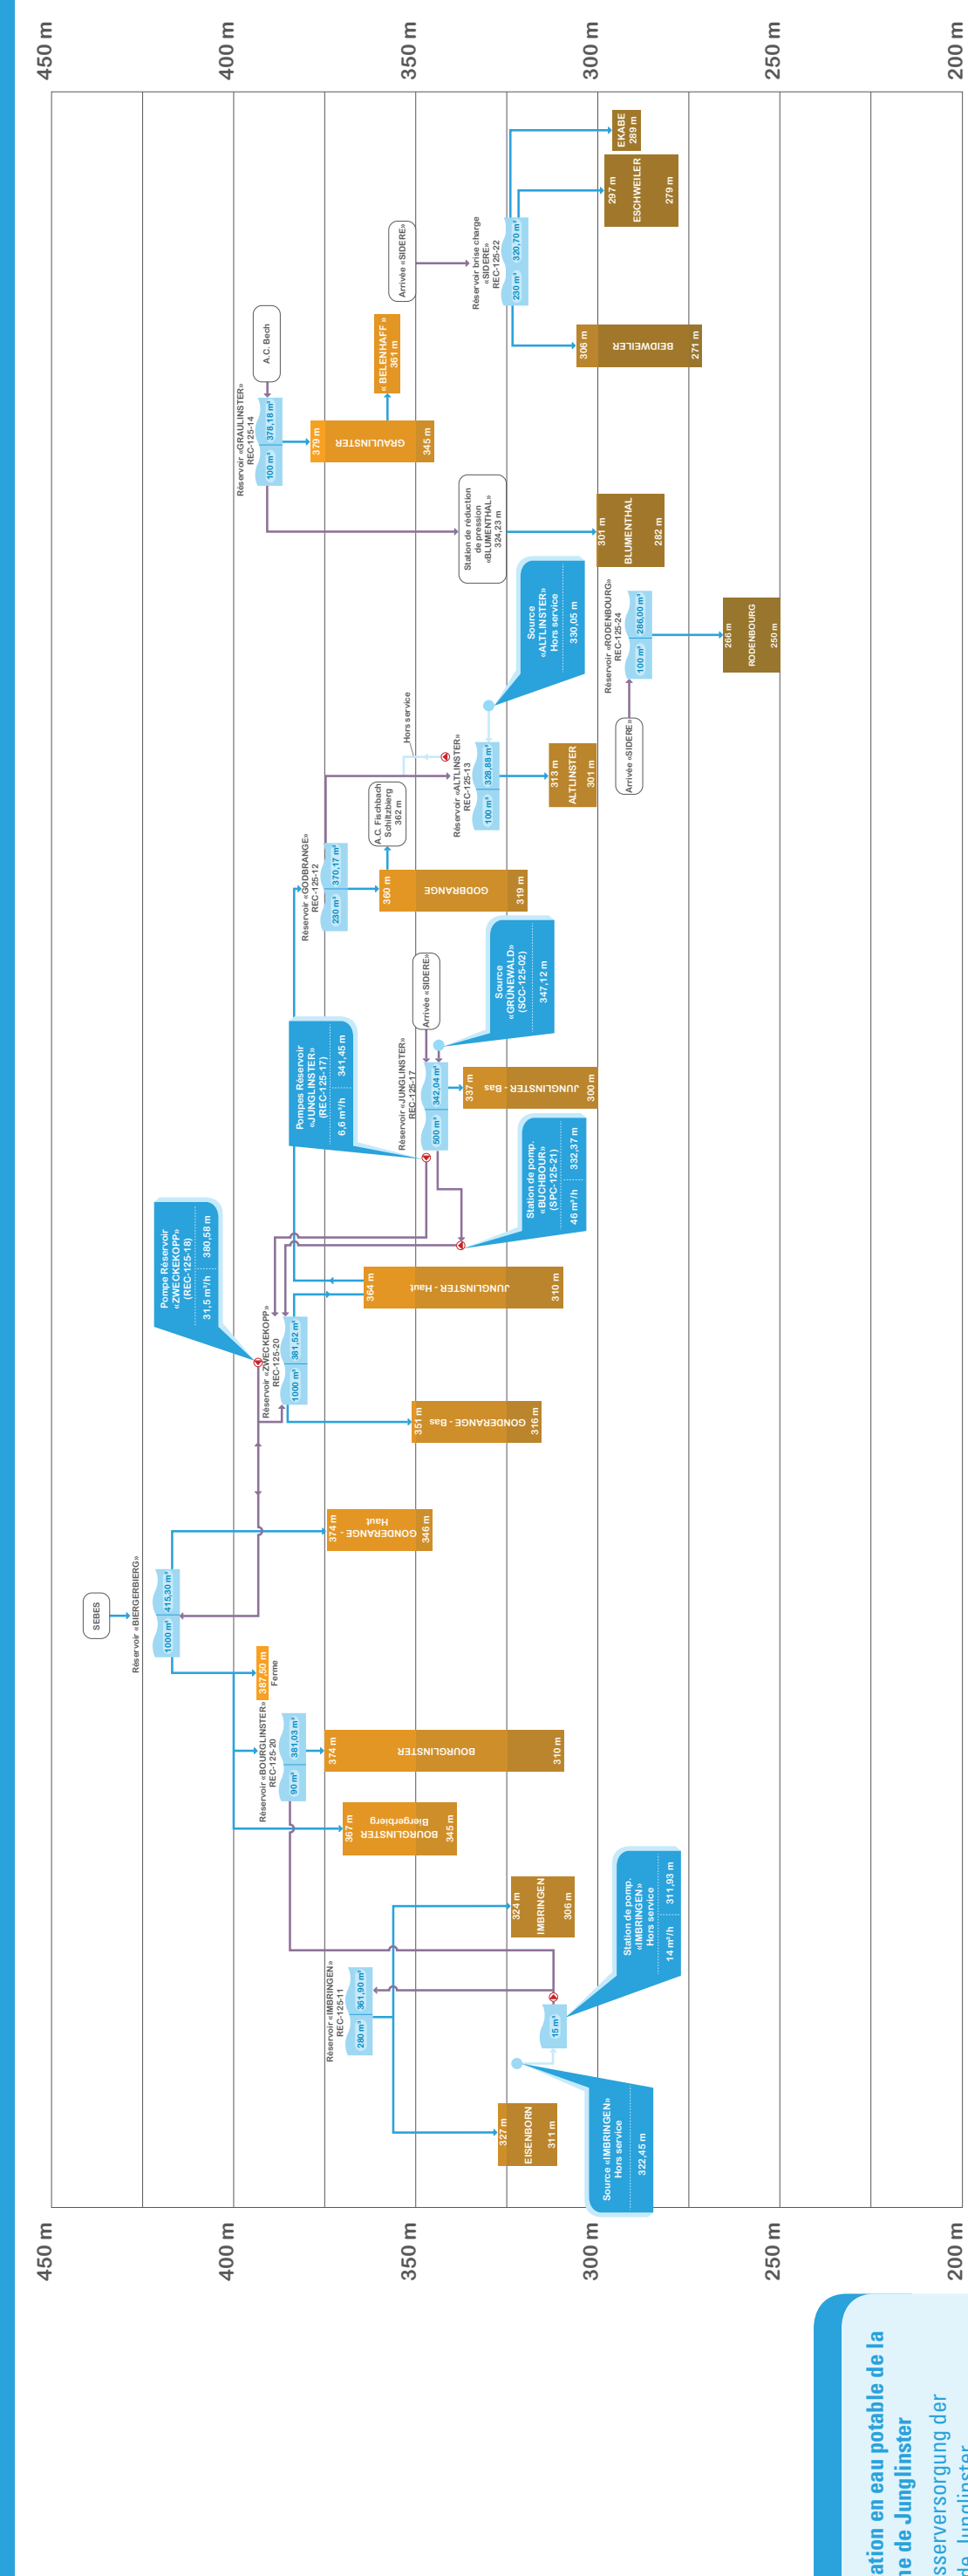 450 m
400 m
350 m
300 m
250 m
200 m
SEBES
Réservoir «BIERGERBIERG»
1000 m³
415,30 m³
387,50 m
Ferme
374 m
GONDERANGE -
Haut
346 m
Réservoir «BOURGLINSTER»
REC-125-20
90 m³
381,03 m³
374 m
BOURGLINSTER
310 m
367 m
BOURGLINSTER
Biergerbierg
345 m
Réservoir «IMBRINGEN»
REC-125-11
280 m³
361,90 m³
324 m
IMBRINGEN
306 m
327 m
EISENBORN
311 m
15 m³
Station de pomp.
«IMBRINGEN»
Hors service
14 m³/h
311,93 m
Source «IMBRINGEN»
Hors service
322,45 m
Pompe Réservoir
«ZWECKEKOPP»
(REC-125-18)
31,5 m³/h
380,58 m
Réservoir «ZWECKEKOPP»
REC-125-20
1000 m³
381,52 m³
351 m
GONDERANGE - Bas
316 m
364 m
JUNGLINSTER - Haut
310 m
Pompes Réservoir
«JUNGLINSTER»
(REC-125-17)
6,6 m³/h
341,45 m
Réservoir «JUNGLINSTER»
REC-125-17
500 m³
342,04 m³
Arrivée «SIDERE»
337 m
JUNGLINSTER - Bas
300 m
Source
«GRÜNEWALD»
(SCC-125-02)
347,12 m
Station de pomp.
«BUCHBOUR»
(SPC-125-21)
46 m³/h
332,37 m
Réservoir «GODBRANGE»
REC-125-12
230 m³
370,17 m³
360 m
GODBRANGE
319 m
A.C. Fischbach
Schiltzbierg
362 m
Hors service
Réservoir «ALTLINSTER»
REC-125-13
100 m³
328,88 m³
313 m
ALTLINSTER
301 m
Source
«ALTLINSTER»
Hors service
330,05 m
Réservoir «RODENBOURG»
REC-125-24
100 m³
286,00 m³
Arrivée «SIDERE»
266 m
RODENBOURG
250 m
Réservoir «GRAULINSTER»
REC-125-14
100 m³
378,18 m³
A.C. Bech
379 m
GRAULINSTER
345 m
« BELENHAFF »
361 m
Station de réduction
de pression
«BLUMENTHAL»
324,23 m
301 m
BLUMENTHAL
282 m
Arrivée «SIDERE»
Réservoir brise charge
«SIDERE»
REC-125-22
230 m³
320,70 m³
306 m
BEIDWEILER
271 m
297 m
ESCHWEILER
279 m
EKABE
289 m
450 m
400 m
350 m
300 m
250 m
200 m
ation en eau potable de la
ne de Junglinster
sserversorgung der
de Junglinster